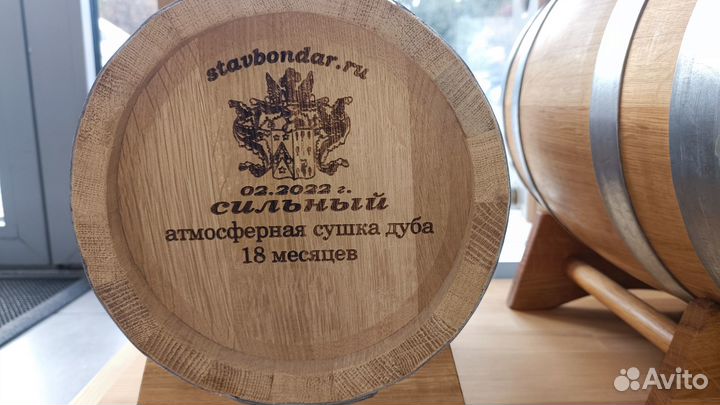 stavbondar.ru
02.2022 г.
сильный
атмосферная сушка дуба
18 месяцев
Avito